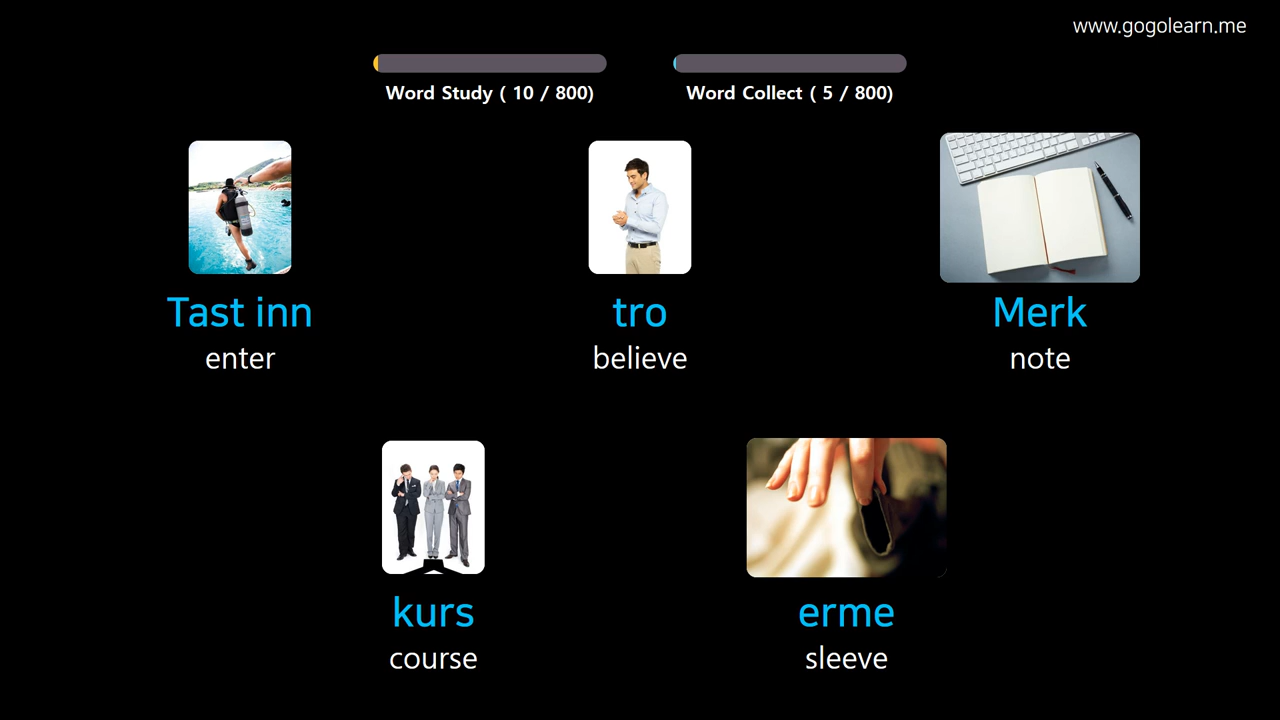 www.gogolearn.me
Word Study ( 10 / 800)
Word Collect ( 5 / 800)
Tast inn
enter
tro
believe
Merk
note
kurs
course
erme
sleeve